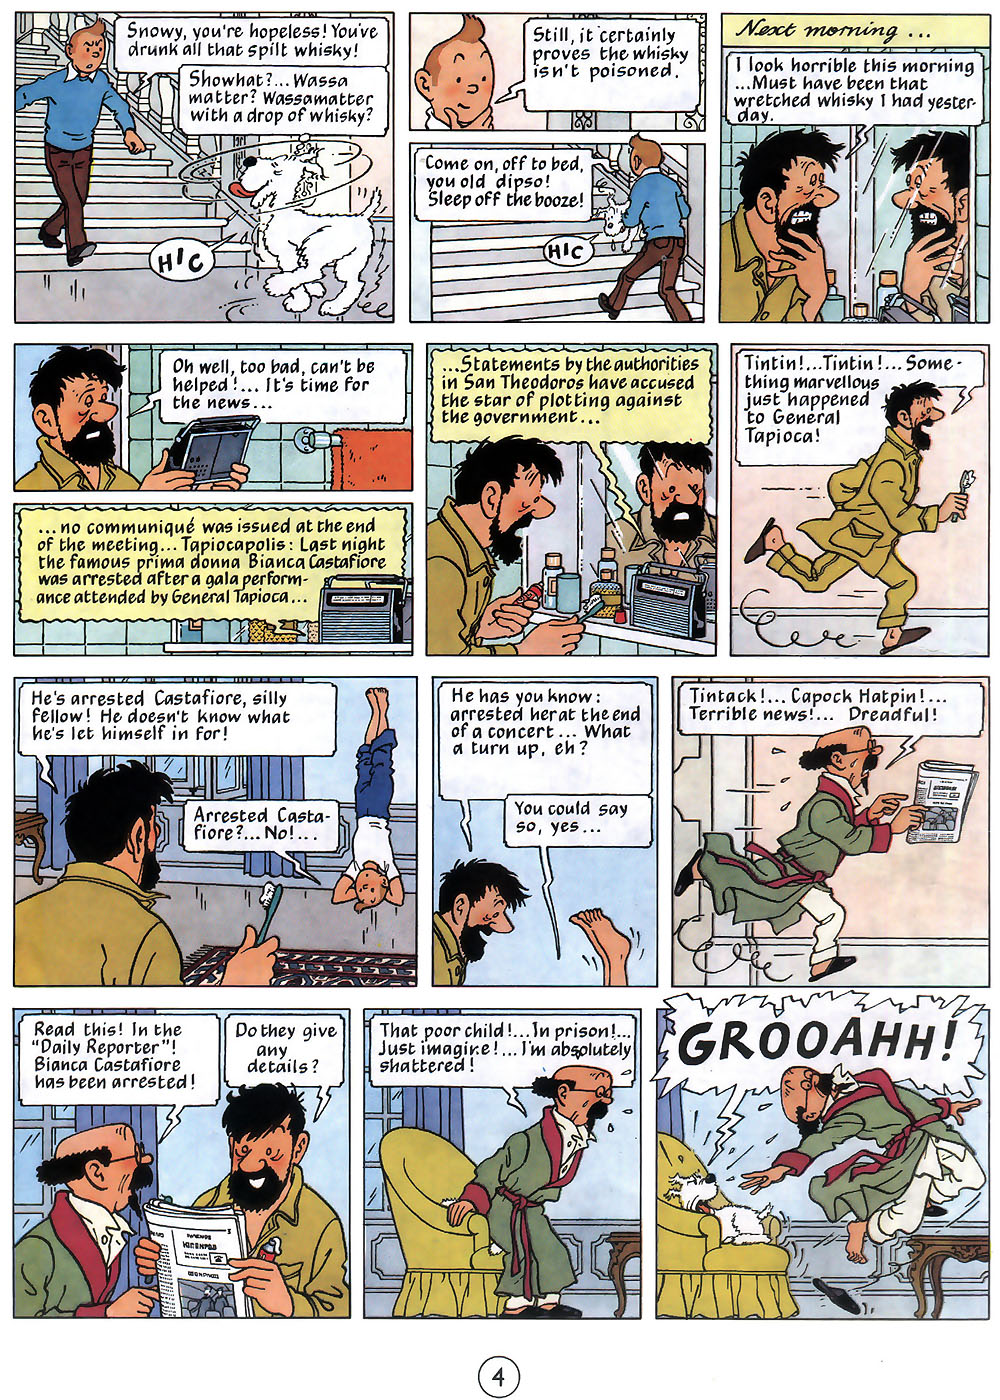 Snowy, you're hopeless! You've
drunk all that spilt whisky!
Showhat?... Wassa
matter? Wassamatter
with a drop of whisky?
HIC
Still, it certainly
proves the whisky
isn't poisoned.
Come on, off to bed,
you old dipso!
Sleep off the booze!
HIC
Next morning ...
I look horrible this morning
...Must have been that
wretched whisky I had yester-
day.
Oh well, too bad, can't be
helped!... It's time for
the news...
...no communiqué was issued at the end
of the meeting... Tapiocapolis: Last night
the famous prima donna Bianca Castafiore
was arrested after a gala perform-
ance attended by General Tapioca...
...Statements by the authorities
in San Theodoros have accused
the star of plotting against
the government...
Tintin!...Tintin!... Some-
thing marvellous
just happened
to General
Tapioca!
He's arrested Castafiore, silly
fellow! He doesn't know what
he's let himself in for!
Arrested Casta-
fiore?... No!...
He has you know:
arrested her at the end
of a concert... What
a turn up, eh?
You could say
so, yes...
Tintack!... Capock Hatpin!...
Terrible news!... Dreadful!
Read this! In the
"Daily Reporter"!
Bianca Castafiore
has been arrested!
Do they give
any
details?
That poor child!...In prison!...
Just imagine!...I'm absolutely
shattered!
GROOAHH!
4